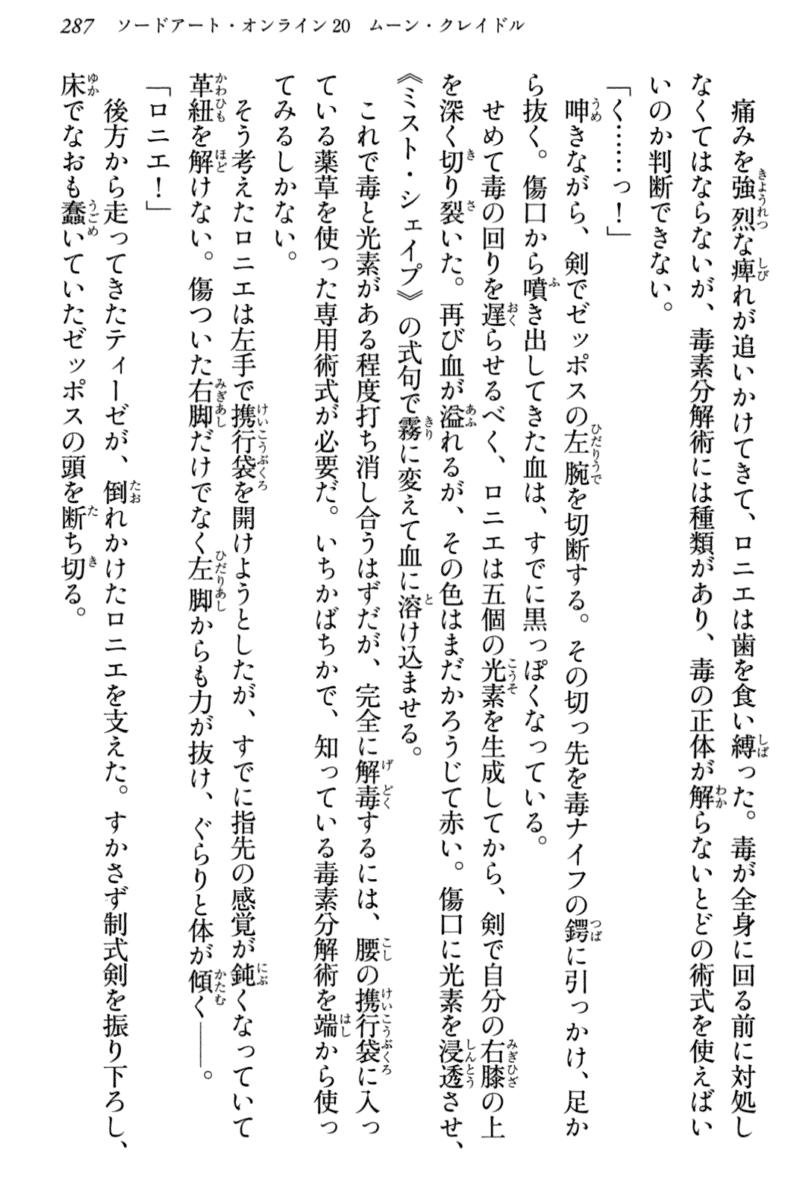 287 ソードアート・オンライン20 ムーン・クレイドル
痛みを強烈な痺れが追いかけてきて、ロニエは歯を食い縛った。毒が全身に回る前に対処し
なくてはならないが、毒素分解術には種類があり、毒の正体が解らないとどの術式を使えばい
いのか判断できない。
「く……っ！」
呻きながら、剣でゼッポスの左腕を切断する。その切っ先を毒ナイフの鍔に引っかけ、足か
ら抜く。傷口から噴き出してきた血は、すでに黒っぽくなっている。
せめて毒の回りを遅らせるべく、ロニエは五個の光素を生成してから、剣で自分の右膝の上
を深く切り裂いた。再び血が溢れるが、その色はまだかろうじて赤い。傷口に光素を浸透させ、
《ミスト・シェイプ》の式句で霧に変えて血に溶け込ませる。
これで毒と光素がある程度打ち消し合うはずだが、完全に解毒するには、腰の携行袋に入っ
ている薬草を使った専用術式が必要だ。いちかばちかで、知っている毒素分解術を端から使っ
てみるしかない。
そう考えたロニエは左手で携行袋を開けようとしたが、すでに指先の感覚が鈍くなっていて
革紐を解けない。傷ついた右脚だけでなく左脚からも力が抜け、ぐらりと体が傾く――。
「ロニエ！」
後方から走ってきたティーゼが、倒れかけたロニエを支えた。すかさず制式剣を振り下ろし、
床でなおも蠢いていたゼッポスの頭を断ち切る。